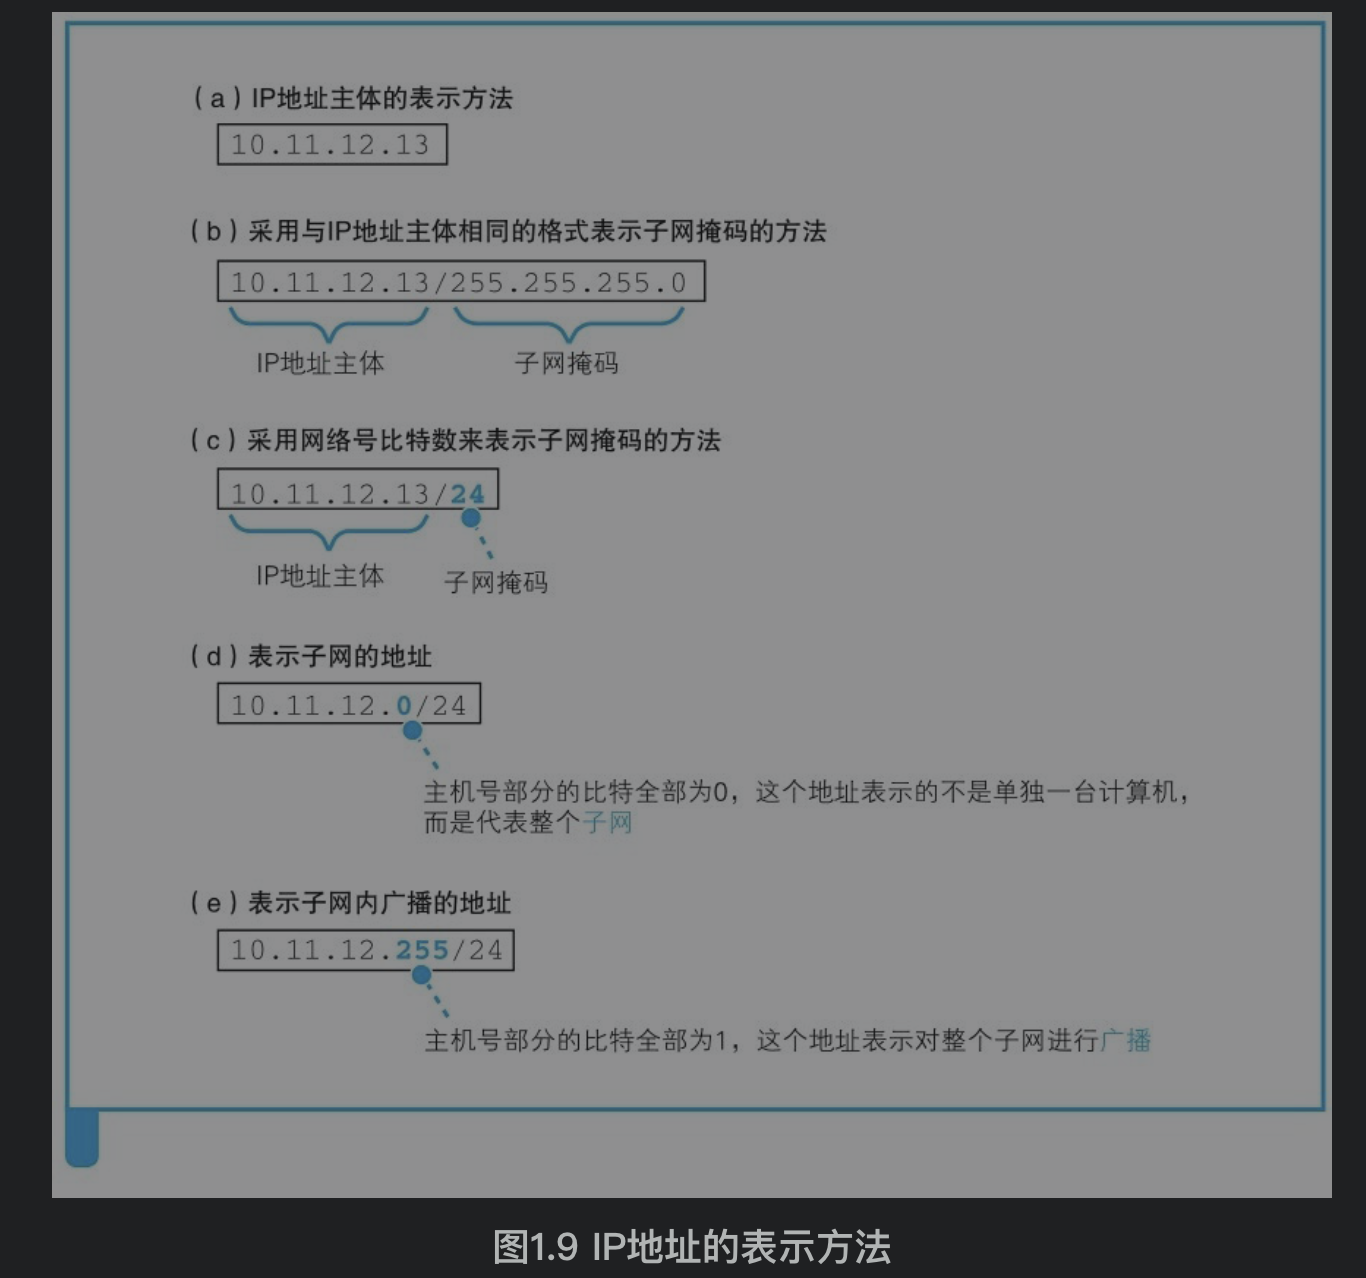 (a) IP地址主体的表示方法
10.11.12.13
(b) 采用与IP地址主体相同的格式表示子网掩码的方法
10.11.12.13/255.255.255.0
IP地址主体 子网掩码
(c) 采用网络号比特数来表示子网掩码的方法
10.11.12.13/24
IP地址主体 子网掩码
(d) 表示子网的地址
10.11.12.0/24
主机号部分的比特全部为0，这个地址表示的不是单独一台计算机，
而是代表整个子网
(e) 表示子网内广播的地址
10.11.12.255/24
主机号部分的比特全部为1，这个地址表示对整个子网进行广播
图1.9 IP地址的表示方法